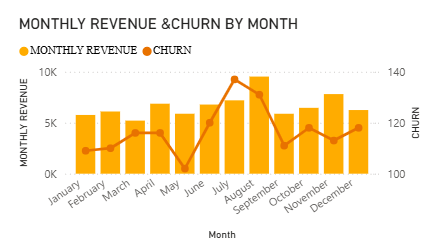 MONTHLY REVENUE &CHURN BY MONTH
MONTHLY REVENUE CHURN
10K
5K
0K
MONTHLY REVENUE
140
120
100
CHURN
January
February
March
April
May
June
July
August
September
October
November
December
Month